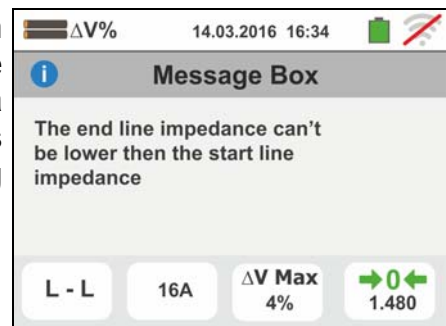 ΔV% 14.03.2016 16:34
Message Box
The end line impedance can't
be lower then the start line
impedance
L - L
16A
ΔV Max
4%
→0←
1.480